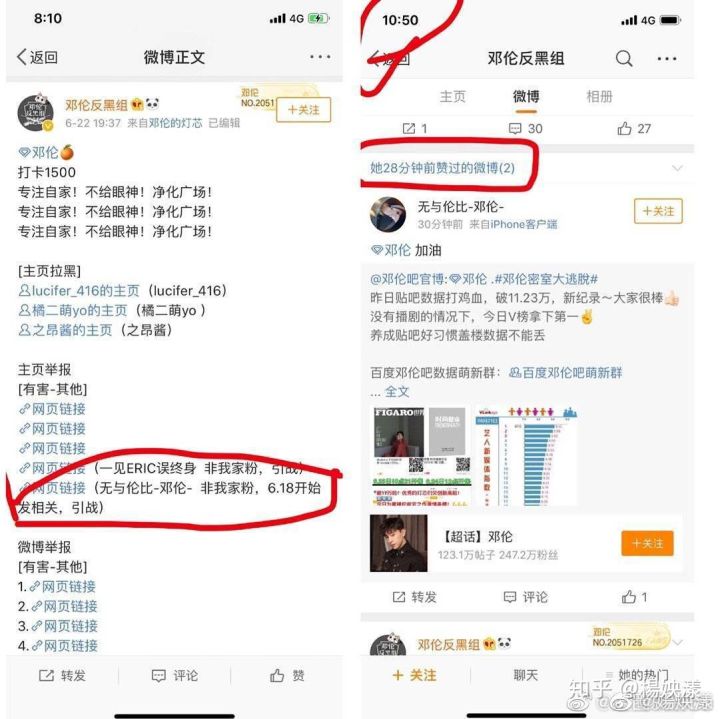 8:10
4G
返回
微博正文
邓伦反黑组
6-22 19:37 来自邓伦的灯芯 已编辑
邓伦
NO.2051
+关注
邓伦
打卡1500
专注自家！不给眼神！净化广场！
专注自家！不给眼神！净化广场！
专注自家！不给眼神！净化广场！
[主页拉黑]
lucifer_416的主页（lucifer_416）
橘二萌yo的主页（橘二萌yo ）
之昂酱的主页（之昂酱）
主页举报
[有害-其他]
网页链接
网页链接
网页链接
网页链接（一见ERIC误终身 非我家粉，引战）
网页链接（无与伦比-邓伦- 非我家粉，6.18开始
发相关，引战）
微博举报
[有害-其他]
1.网页链接
2.网页链接
3.网页链接
4.网页链接
转发
评论
赞
10:50
4G
返回
邓伦反黑组
主页
微博
相册
1
30
27
她28分钟前赞过的微博(2)
无与伦比-邓伦-
30分钟前 来自iPhone客户端
+关注
邓伦 加油
@邓伦吧官博:邓伦 .#邓伦密室大逃脱#
昨日贴吧数据打鸡血，破11.23万，新纪录～大家很棒
没有播剧的情况下，今日V榜拿下第一
养成贴吧好习惯盖楼数据不能丢
百度邓伦吧数据萌新群：百度邓伦吧萌新群
... 全文
FIGARO
艺人新媒体指数
【超话】邓伦
123.1万帖子 247.2万粉丝
+关注
转发
评论
1
邓伦反黑组
邓伦
NO.2051726
+ 关注
聊天
她的热门
知乎 @楊姎漾